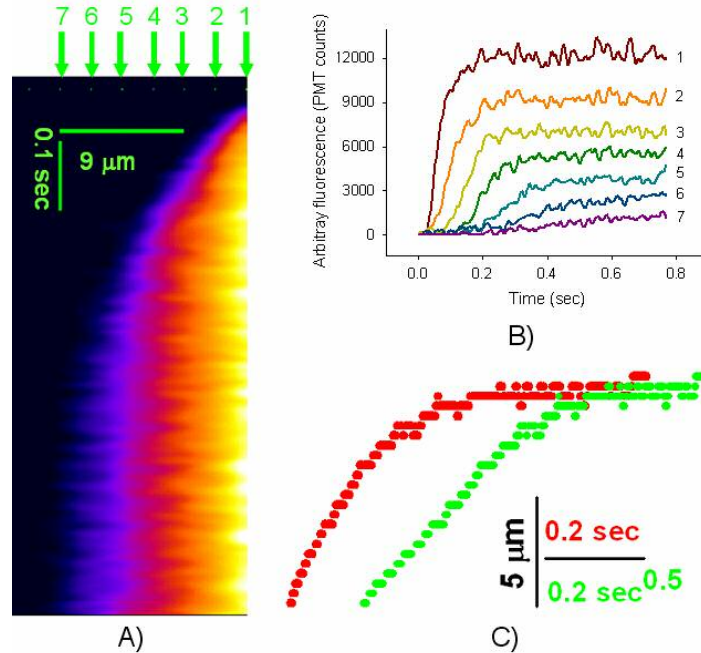 7 6 5 4 3 2 1
0.1 sec
9 μm
A)
Arbitray fluorescence (PMT counts)
12000
9000
6000
3000
0
1
2
3
4
5
6
7
0.0 0.2 0.4 0.6 0.8
Time (sec)
B)
5 μm
0.2 sec
0.2 sec^0.5
C)